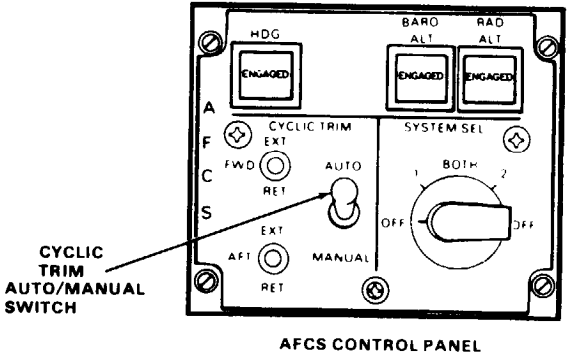 HDG
BARO ALT
RAD ALT
ENGAGED
ENGAGED
ENGAGED
AFCS
CYCLIC TRIM
SYSTEM SEL
EXT
FWD
RET
AUTO
BOTH
1
2
OFF
OFF
EXT
AFT
RET
MANUAL
CYCLIC
TRIM
AUTO/MANUAL
SWITCH
AFCS CONTROL PANEL